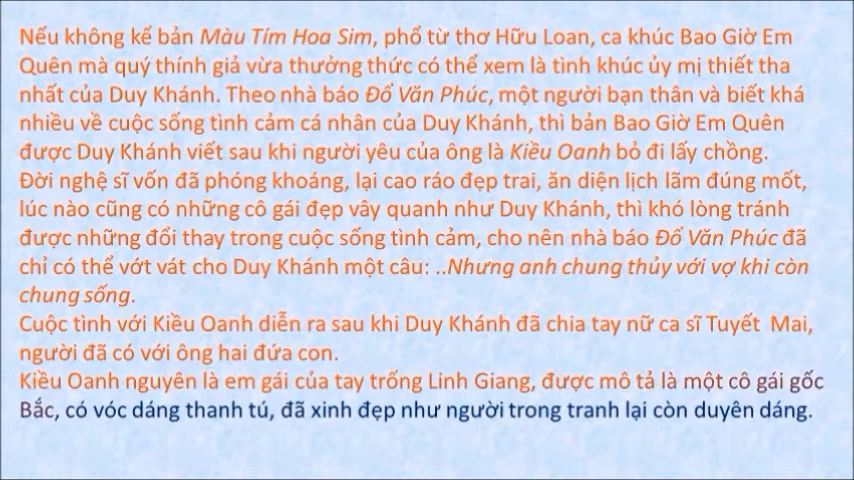 Nếu không kể bản Màu Tím Hoa Sim, phổ từ thơ Hữu Loan, ca khúc Bao Giờ Em
Quên mà quý thính giả vừa thưởng thức có thể xem là tình khúc ủy mị thiết tha
nhất của Duy Khánh. Theo nhà báo Đổ Văn Phúc, một người bạn thân và biết khá
nhiều về cuộc sống tình cảm cá nhân của Duy Khánh, thì bản Bao Giờ Em Quên
được Duy Khánh viết sau khi người yêu của ông là Kiều Oanh bỏ đi lấy chồng.
Đời nghệ sĩ vốn đã phóng khoáng, lại cao ráo đẹp trai, ăn diện lịch lãm đúng mốt,
lúc nào cũng có những cô gái đẹp vây quanh như Duy Khánh, thì khó lòng tránh
được những đổi thay trong cuộc sống tình cảm, cho nên nhà báo Đổ Văn Phúc đã
chỉ có thể vớt vát cho Duy Khánh một câu: ..Nhưng anh chung thủy với vợ khi còn
chung sống.
Cuộc tình với Kiều Oanh diễn ra sau khi Duy Khánh đã chia tay nữ ca sĩ Tuyết Mai,
người đã có với ông hai đứa con.
Kiều Oanh nguyên là em gái của tay trống Linh Giang, được mô tả là một cô gái gốc
Bắc, có vóc dáng thanh tú, đã xinh đẹp như người trong tranh lại còn duyên dáng.